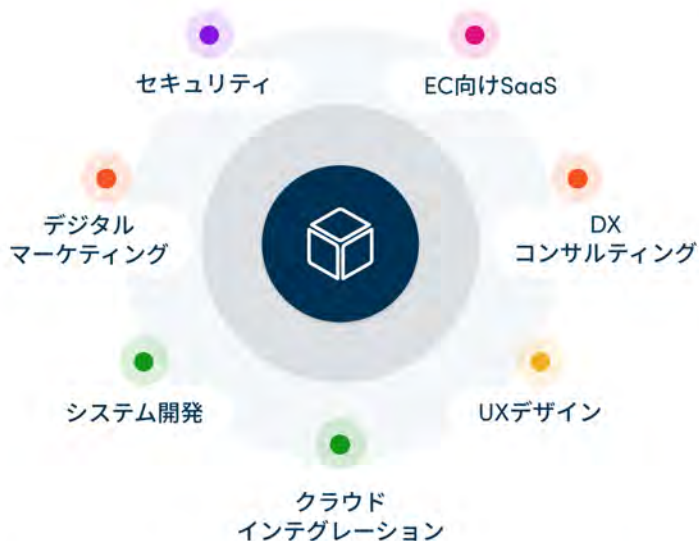 セキュリティ
EC向けSaaS
デジタル
マーケティング
DX
コンサルティング
システム開発
UXデザイン
クラウド
インテグレーション